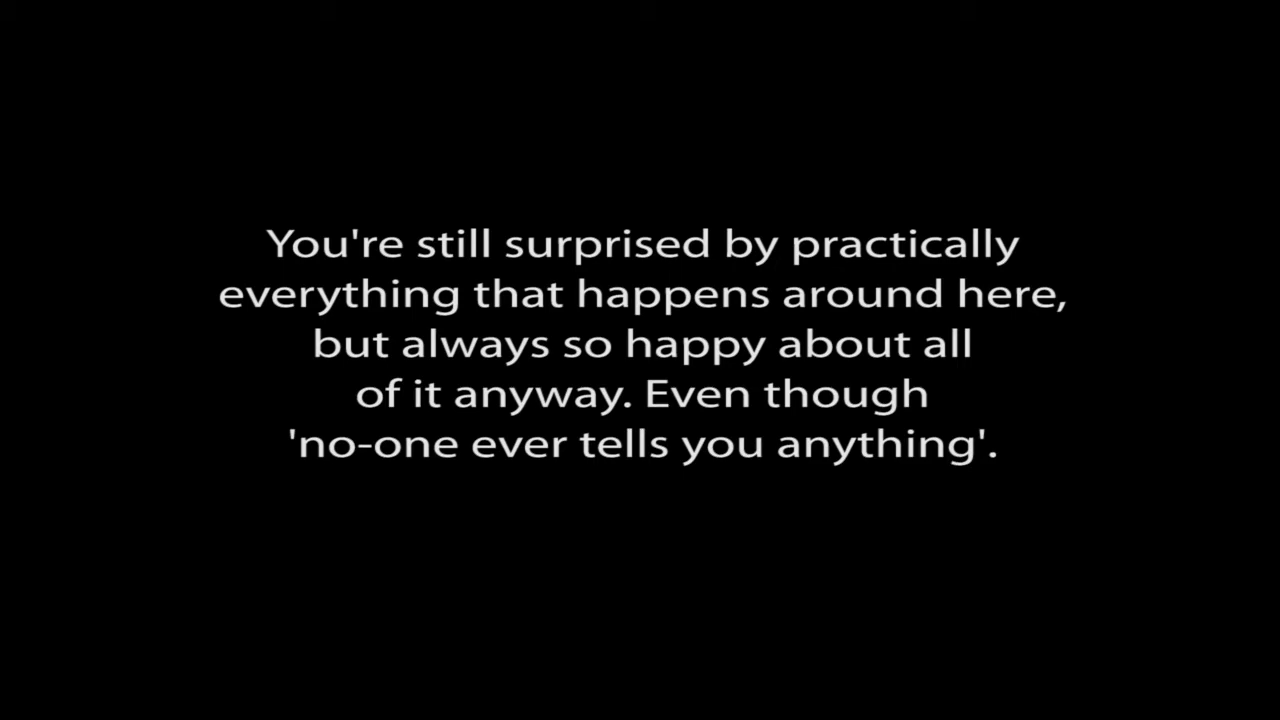 You're still surprised by practically
everything that happens around here,
but always so happy about all
of it anyway. Even though
'no-one ever tells you anything'.